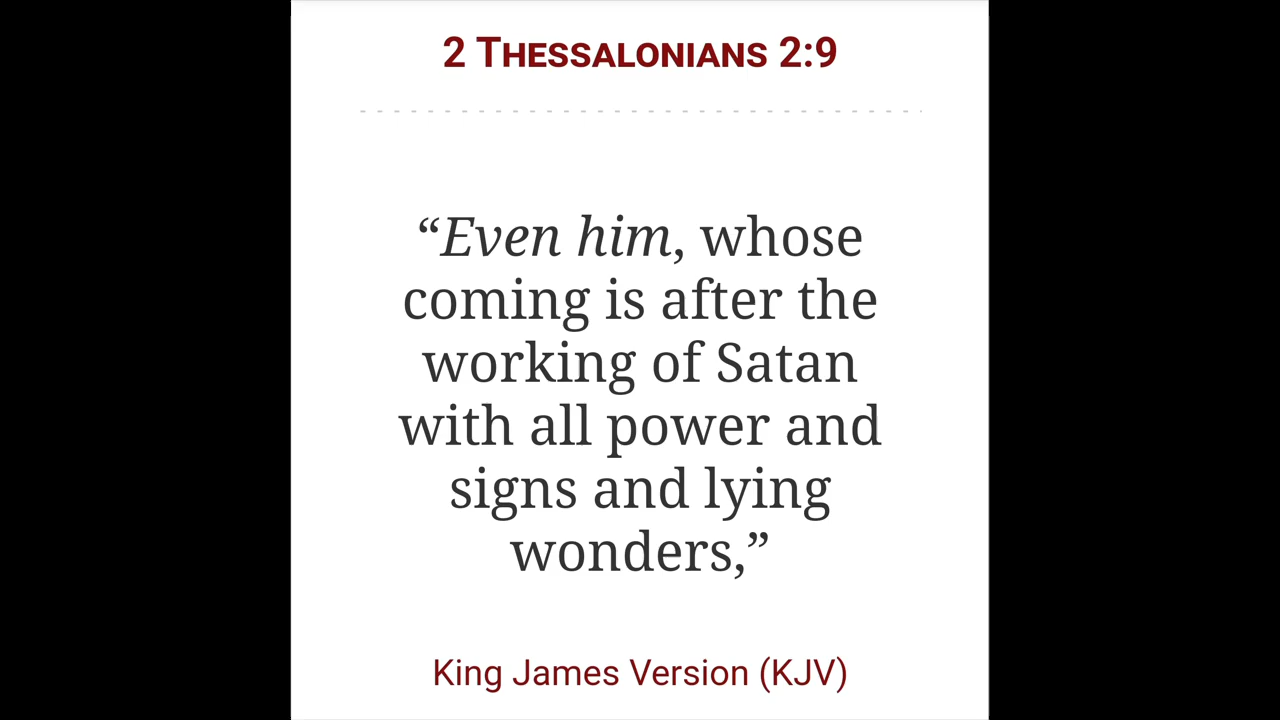 2 Thessalonians 2:9
“Even him, whose
coming is after the
working of Satan
with all power and
signs and lying
wonders,”
King James Version (KJV)